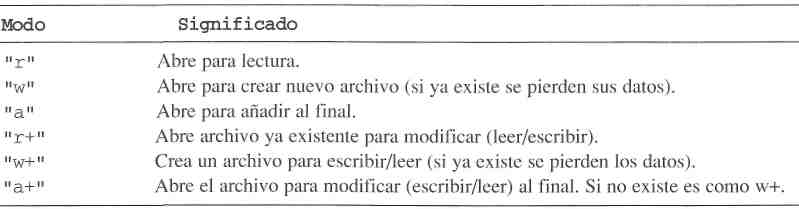 Modo Significado
"r" Abre para lectura.
"w" Abre para crear nuevo archivo (si ya existe se pierden sus datos).
"a" Abre para añadir al final.
"r+" Abre archivo ya existente para modificar (leer/escribir).
"w+" Crea un archivo para escribir/leer (si ya existe se pierden los datos).
"a+" Abre el archivo para modificar (escribir/leer) al final. Si no existe es como w+.